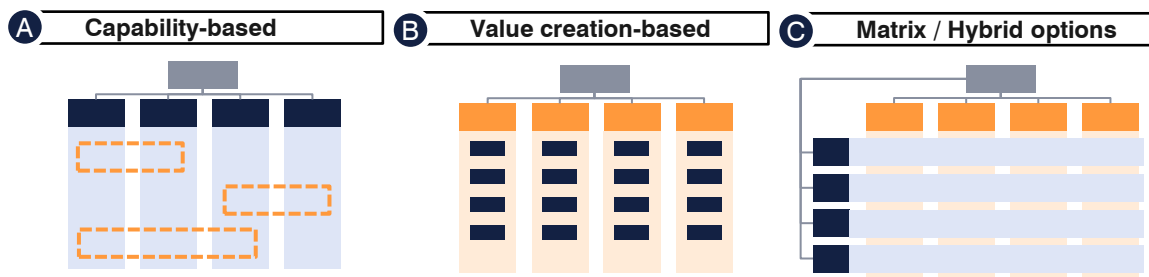 A Capability-based
B Value creation-based
C Matrix / Hybrid options